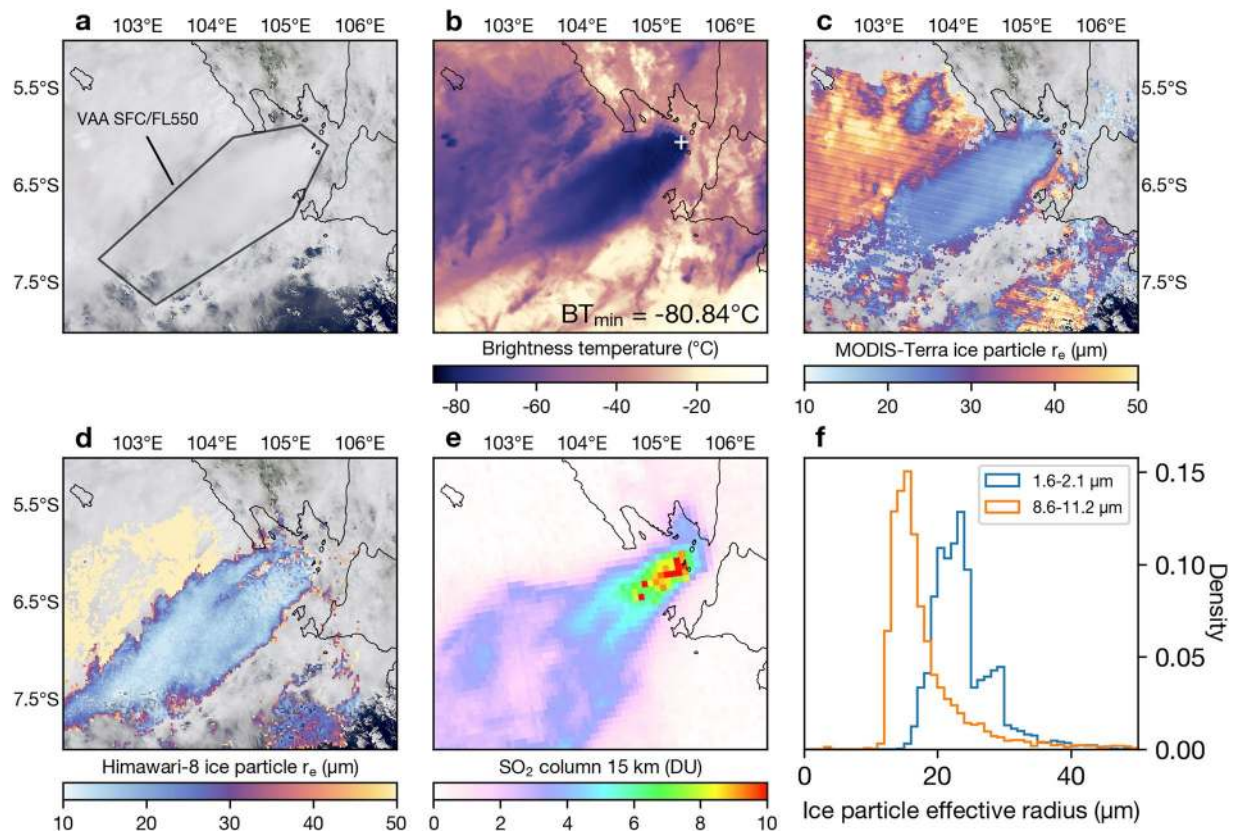 a
103°E 104°E 105°E 106°E
5.5°S
6.5°S
7.5°S
VAA SFC/FL550
b
103°E 104°E 105°E 106°E
BTmin = -80.84°C
Brightness temperature (°C)
-80 -60 -40 -20
c
103°E 104°E 105°E 106°E
5.5°S
6.5°S
7.5°S
MODIS-Terra ice particle re (µm)
10 20 30 40 50
d
103°E 104°E 105°E 106°E
5.5°S
6.5°S
7.5°S
Himawari-8 ice particle re (µm)
10 20 30 40 50
e
103°E 104°E 105°E 106°E
SO2 column 15 km (DU)
0 2 4 6 8 10
f
1.6-2.1 µm
8.6-11.2 µm
0.15
0.10
0.05
0.00
Density
0 20 40
Ice particle effective radius (µm)